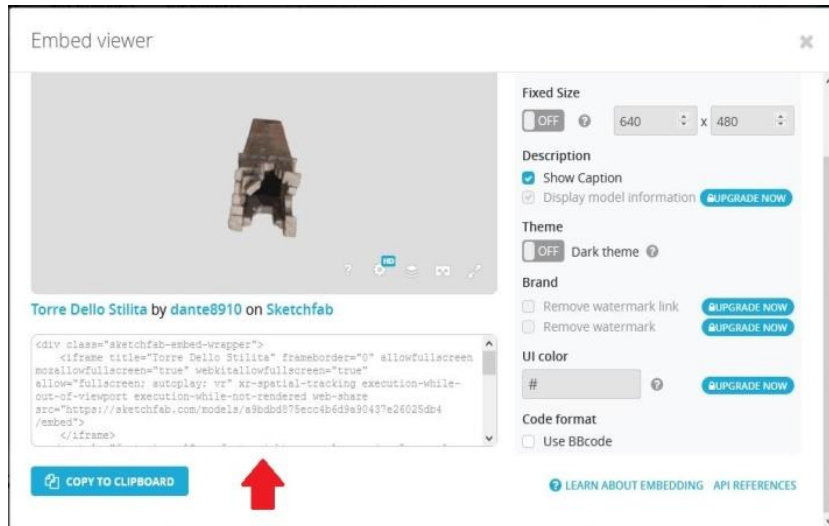 Embed viewer
Torre Dello Stilita by dante8910 on Sketchfab
<div class="sketchfab-embed-wrapper">
<iframe title="Torre Dello Stilita" frameborder="0" allowfullscreen
mozallowfullscreen="true" webkitallowfullscreen="true"
allow="fullscreen; autoplay; vr" xr-spatial-tracking execution-while-
out-of-viewport execution-while-not-rendered web-share
src="https://sketchfab.com/models/a9bdbd875ecc4b6d9a90437e26025db4
/embed">
</iframe>
COPY TO CLIPBOARD
Fixed Size
OFF ? 640 x 480
Description
Show Caption
Display model information UPGRADE NOW
Theme
OFF Dark theme ?
Brand
Remove watermark link UPGRADE NOW
Remove watermark UPGRADE NOW
UI color
# ? UPGRADE NOW
Code format
Use BBcode
? LEARN ABOUT EMBEDDING API REFERENCES
? HD